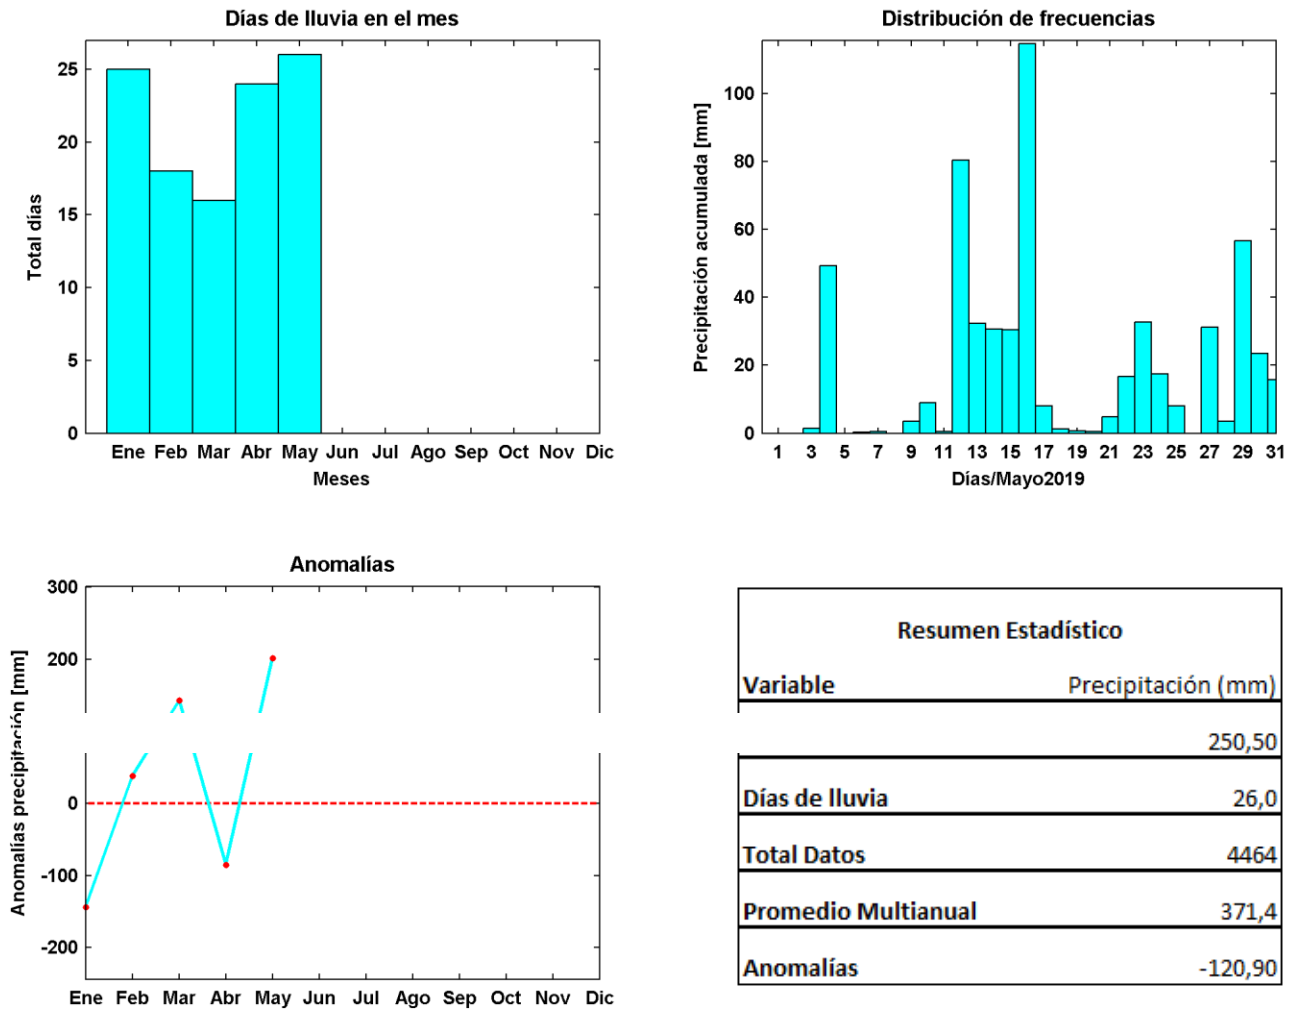 Días de lluvia en el mes
Total días
25
20
15
10
5
0
Ene Feb Mar Abr May Jun Jul Ago Sep Oct Nov Dic
Meses
Distribución de frecuencias
Precipitación acumulada [mm]
100
80
60
40
20
0
1 3 5 7 9 11 13 15 17 19 21 23 25 27 29 31
Días/Mayo2019
Anomalías
Anomalías precipitación [mm]
300
200
0
-100
-200
Ene Feb Mar Abr May Jun Jul Ago Sep Oct Nov Dic
Resumen Estadístico
Variable Precipitación (mm)
250,50
Días de lluvia 26,0
Total Datos 4464
Promedio Multianual 371,4
Anomalías -120,90